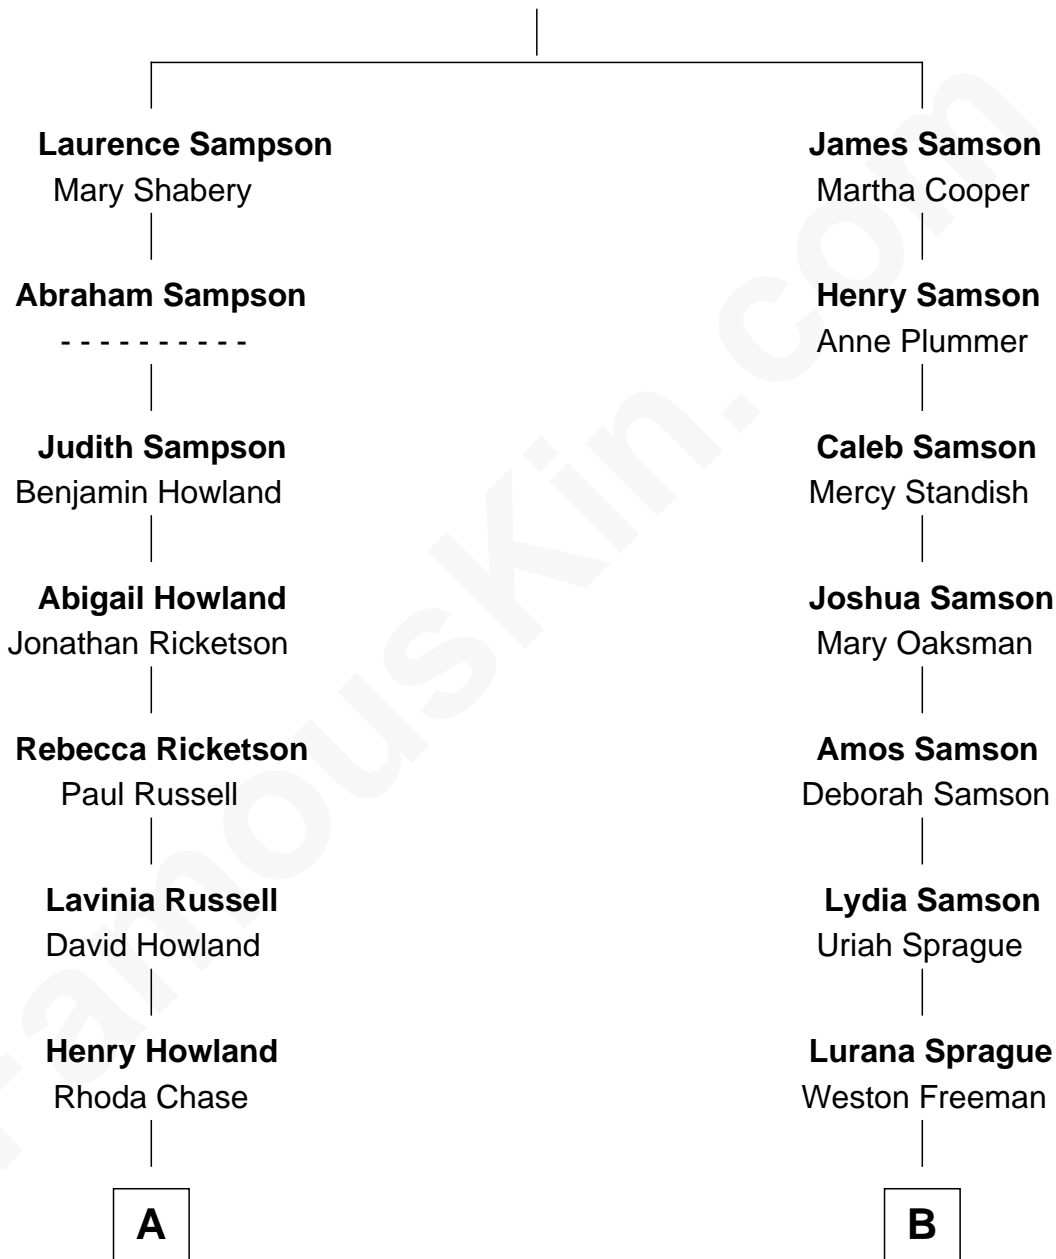 Laurence Sampson
Mary Shabery
Abraham Sampson
- - - - - - - - - -
Judith Sampson
Benjamin Howland
Abigail Howland
Jonathan Ricketson
Rebecca Ricketson
Paul Russell
Lavinia Russell
David Howland
Henry Howland
Rhoda Chase
A
James Samson
Martha Cooper
Henry Samson
Anne Plummer
Caleb Samson
Mercy Standish
Joshua Samson
Mary Oaksman
Amos Samson
Deborah Samson
Lydia Samson
Uriah Sprague
Lurana Sprague
Weston Freeman
B
FamousKin.com